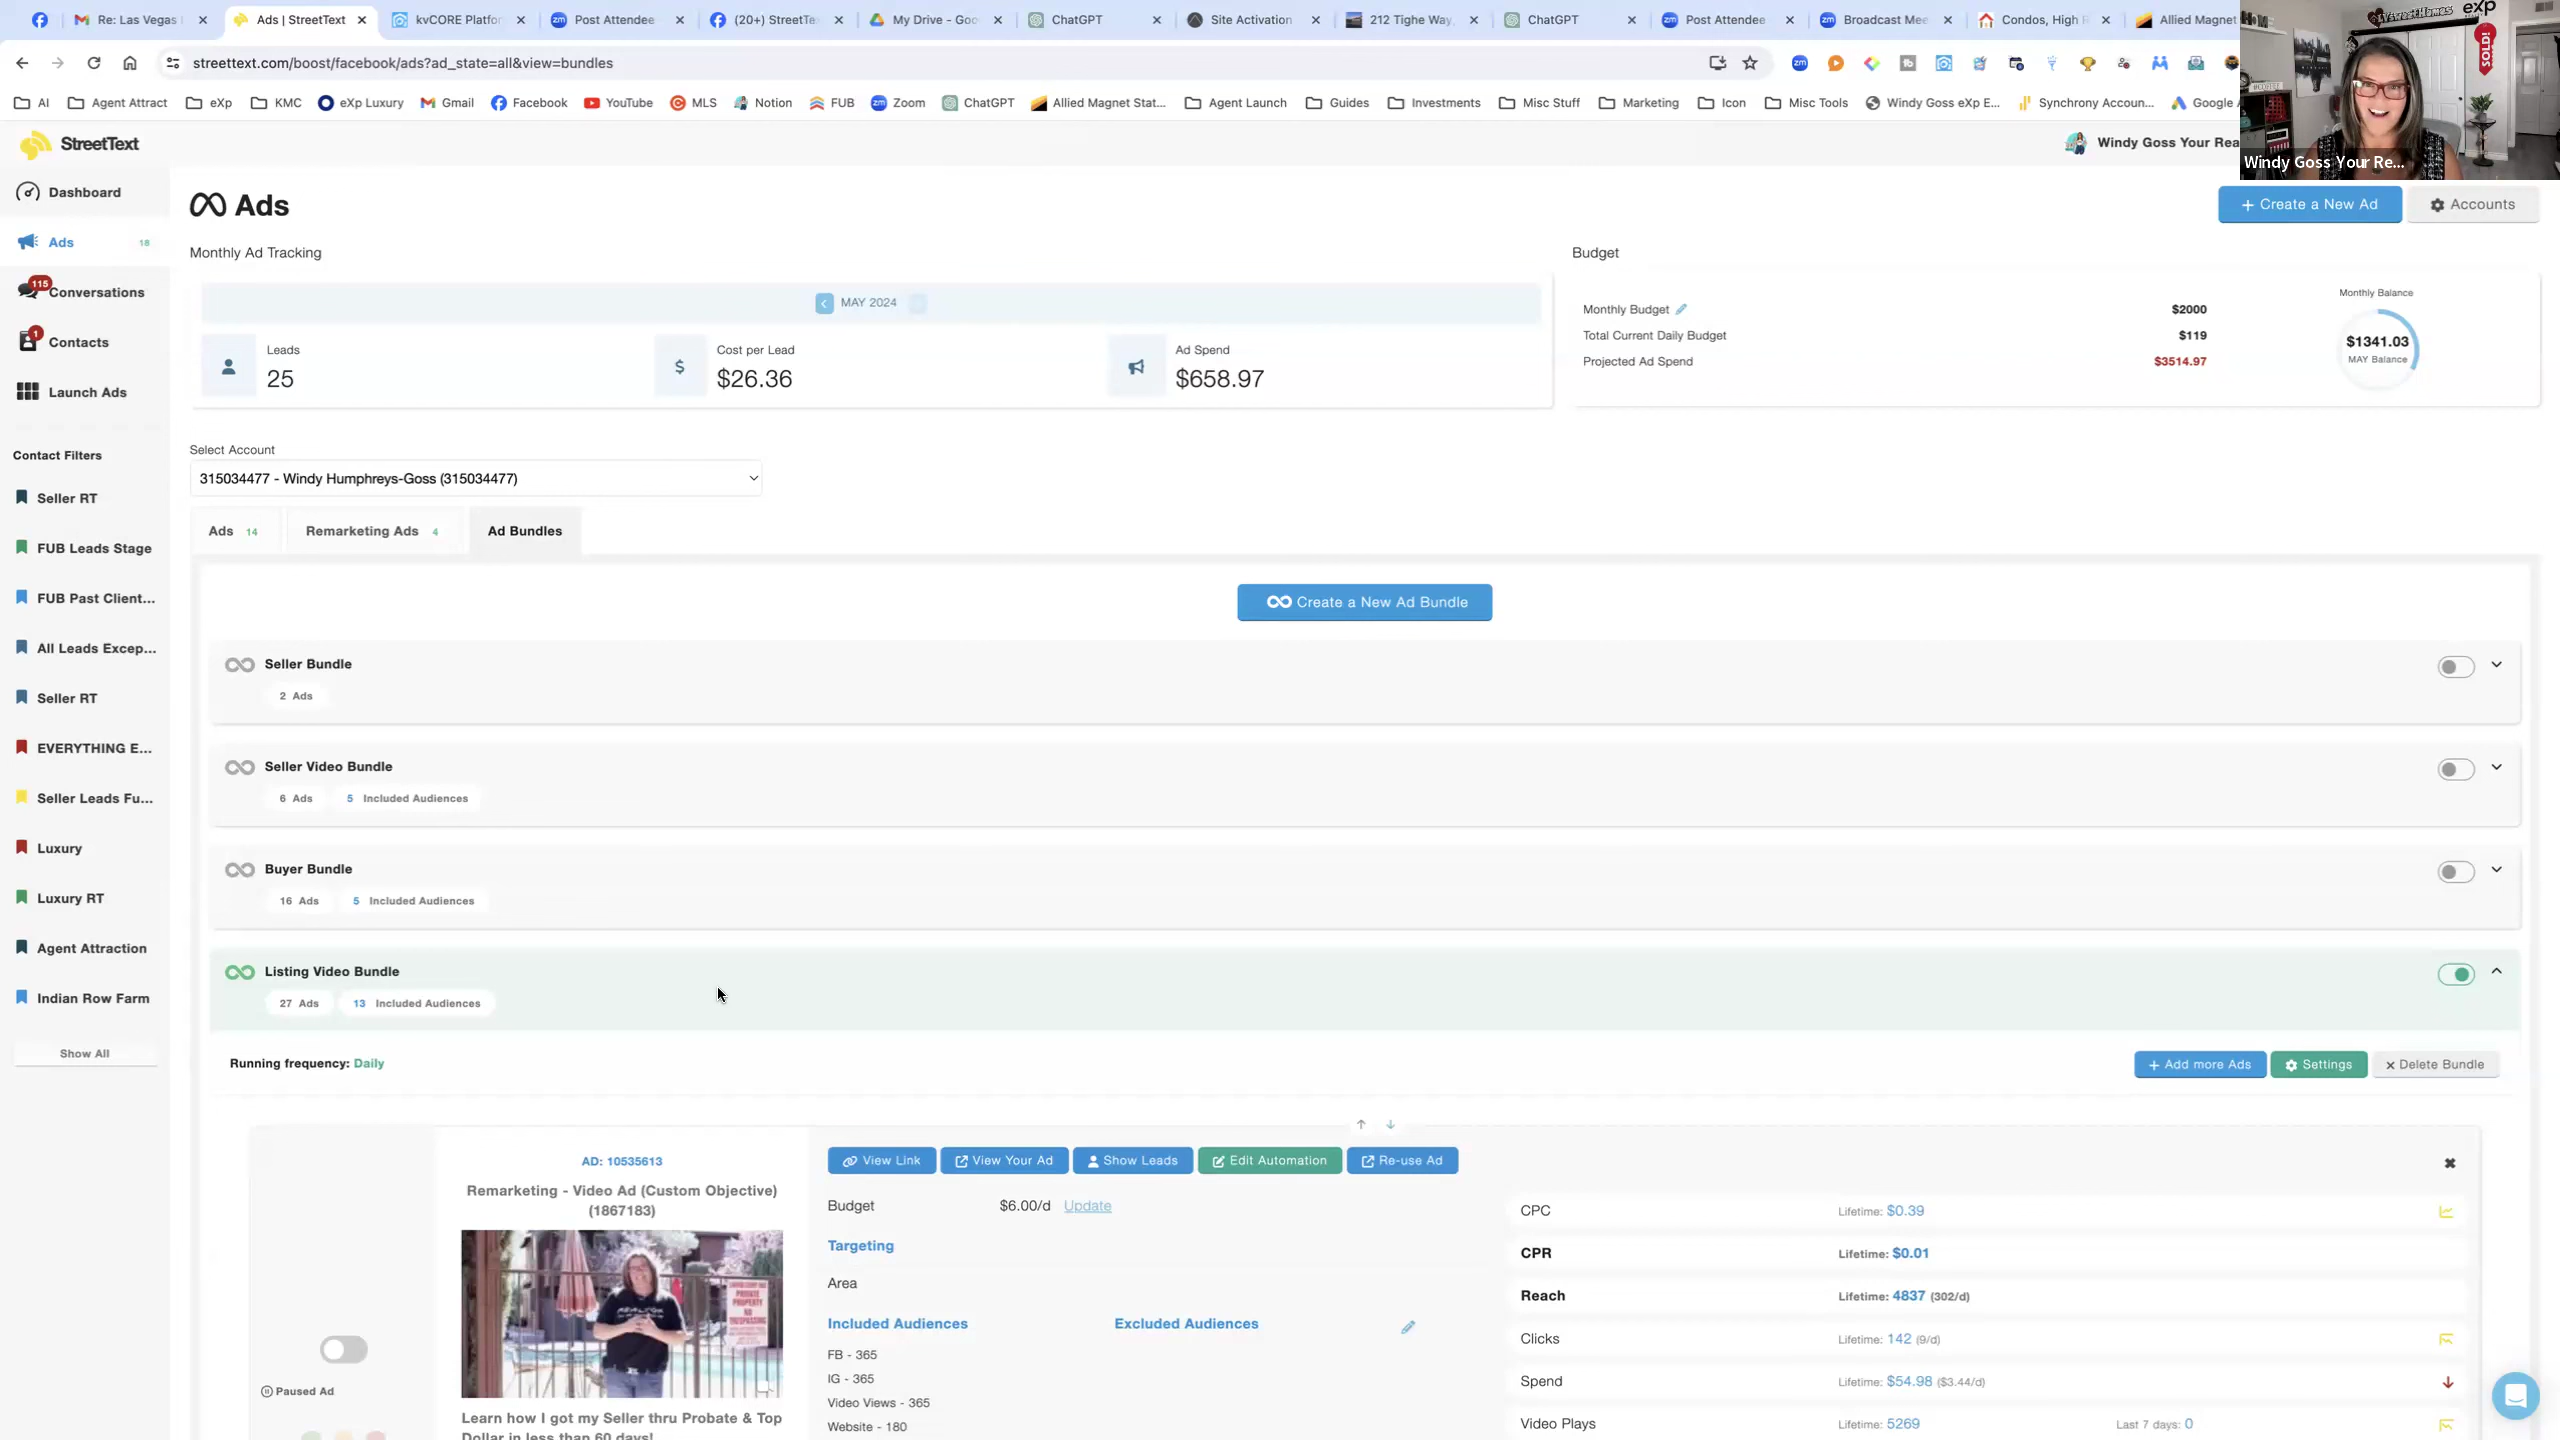 Re: Las Vegas
Ads | StreetText
kvCORE Platfor
Post Attendee
(20+) StreetTe
My Drive - Goo
ChatGPT
Site Activation
212 Tighe Way
ChatGPT
Post Attendee
Broadcast Mee
Condos, High R
Allied Magnet
streettext.com/boost/facebook/ads?ad_state=all&view=bundles
AI
Agent Attract
eXp
KMC
eXp Luxury
Gmail
Facebook
YouTube
MLS
Notion
FUB
Zoom
ChatGPT
Allied Magnet Stat...
Agent Launch
Guides
Investments
Misc Stuff
Marketing
Icon
Misc Tools
Windy Goss eXp E...
Synchrony Accoun...
Google A
eXp
SOLD!
Windy Goss Your Re...
StreetText
Windy Goss Your Rea
Dashboard
Ads 18
115
Conversations
1
Contacts
Launch Ads
Contact Filters
Seller RT
FUB Leads Stage
FUB Past Client...
All Leads Excep...
Seller RT
EVERYTHING E...
Seller Leads Fu...
Luxury
Luxury RT
Agent Attraction
Indian Row Farm
Show All
Ads
+ Create a New Ad
Accounts
Monthly Ad Tracking
MAY 2024
Leads
25
Cost per Lead
$26.36
Ad Spend
$658.97
Budget
Monthly Budget $2000
Total Current Daily Budget $119
Projected Ad Spend $3514.97
Monthly Balance
$1341.03
MAY Balance
Select Account
315034477 - Windy Humphreys-Goss (315034477)
Ads 14
Remarketing Ads 4
Ad Bundles
Create a New Ad Bundle
Seller Bundle
2 Ads
Seller Video Bundle
6 Ads 5 Included Audiences
Buyer Bundle
16 Ads 5 Included Audiences
Listing Video Bundle
27 Ads 13 Included Audiences
Running frequency: Daily
+ Add more Ads
Settings
× Delete Bundle
Paused Ad
AD: 10535613
Remarketing - Video Ad (Custom Objective)
(1867183)
Learn how I got my Seller thru Probate & Top
Dollar in less than 60 days!
View Link
View Your Ad
Show Leads
Edit Automation
Re-use Ad
Budget $6.00/d Update
Targeting
Area
Included Audiences
Excluded Audiences
FB - 365
IG - 365
Video Views - 365
Website - 180
CPC Lifetime: $0.39
CPR Lifetime: $0.01
Reach Lifetime: 4837 (302/d)
Clicks Lifetime: 142 (9/d)
Spend Lifetime: $54.98 ($3.44/d)
Video Plays Lifetime: 5269 Last 7 days: 0